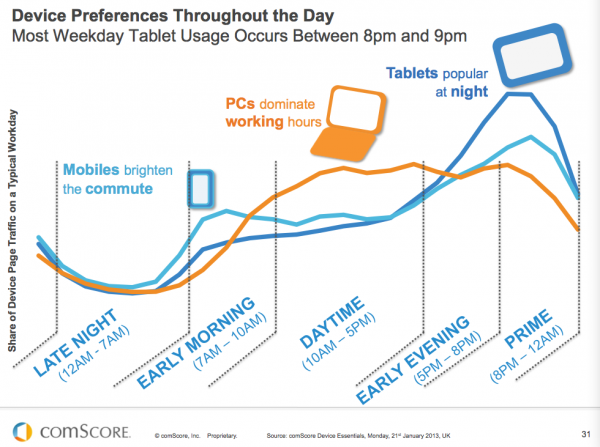 Device Preferences Throughout the Day
Most Weekday Tablet Usage Occurs Between 8pm and 9pm
Tablets popular
at night
PCs dominate
working hours
Mobiles brighten
the commute
Share of Device Page Traffic on a Typical Workday
LATE NIGHT
(12AM - 7AM)
EARLY MORNING
(7AM – 10AM)
DAYTIME
(10AM – 5PM)
EARLY EVENING
(5PM – 8PM)
PRIME
(8PM – 12AM)
comScore.
© comScore, Inc. Proprietary.
Source: comScore Device Essentials, Monday, 21st January 2013, UK
31